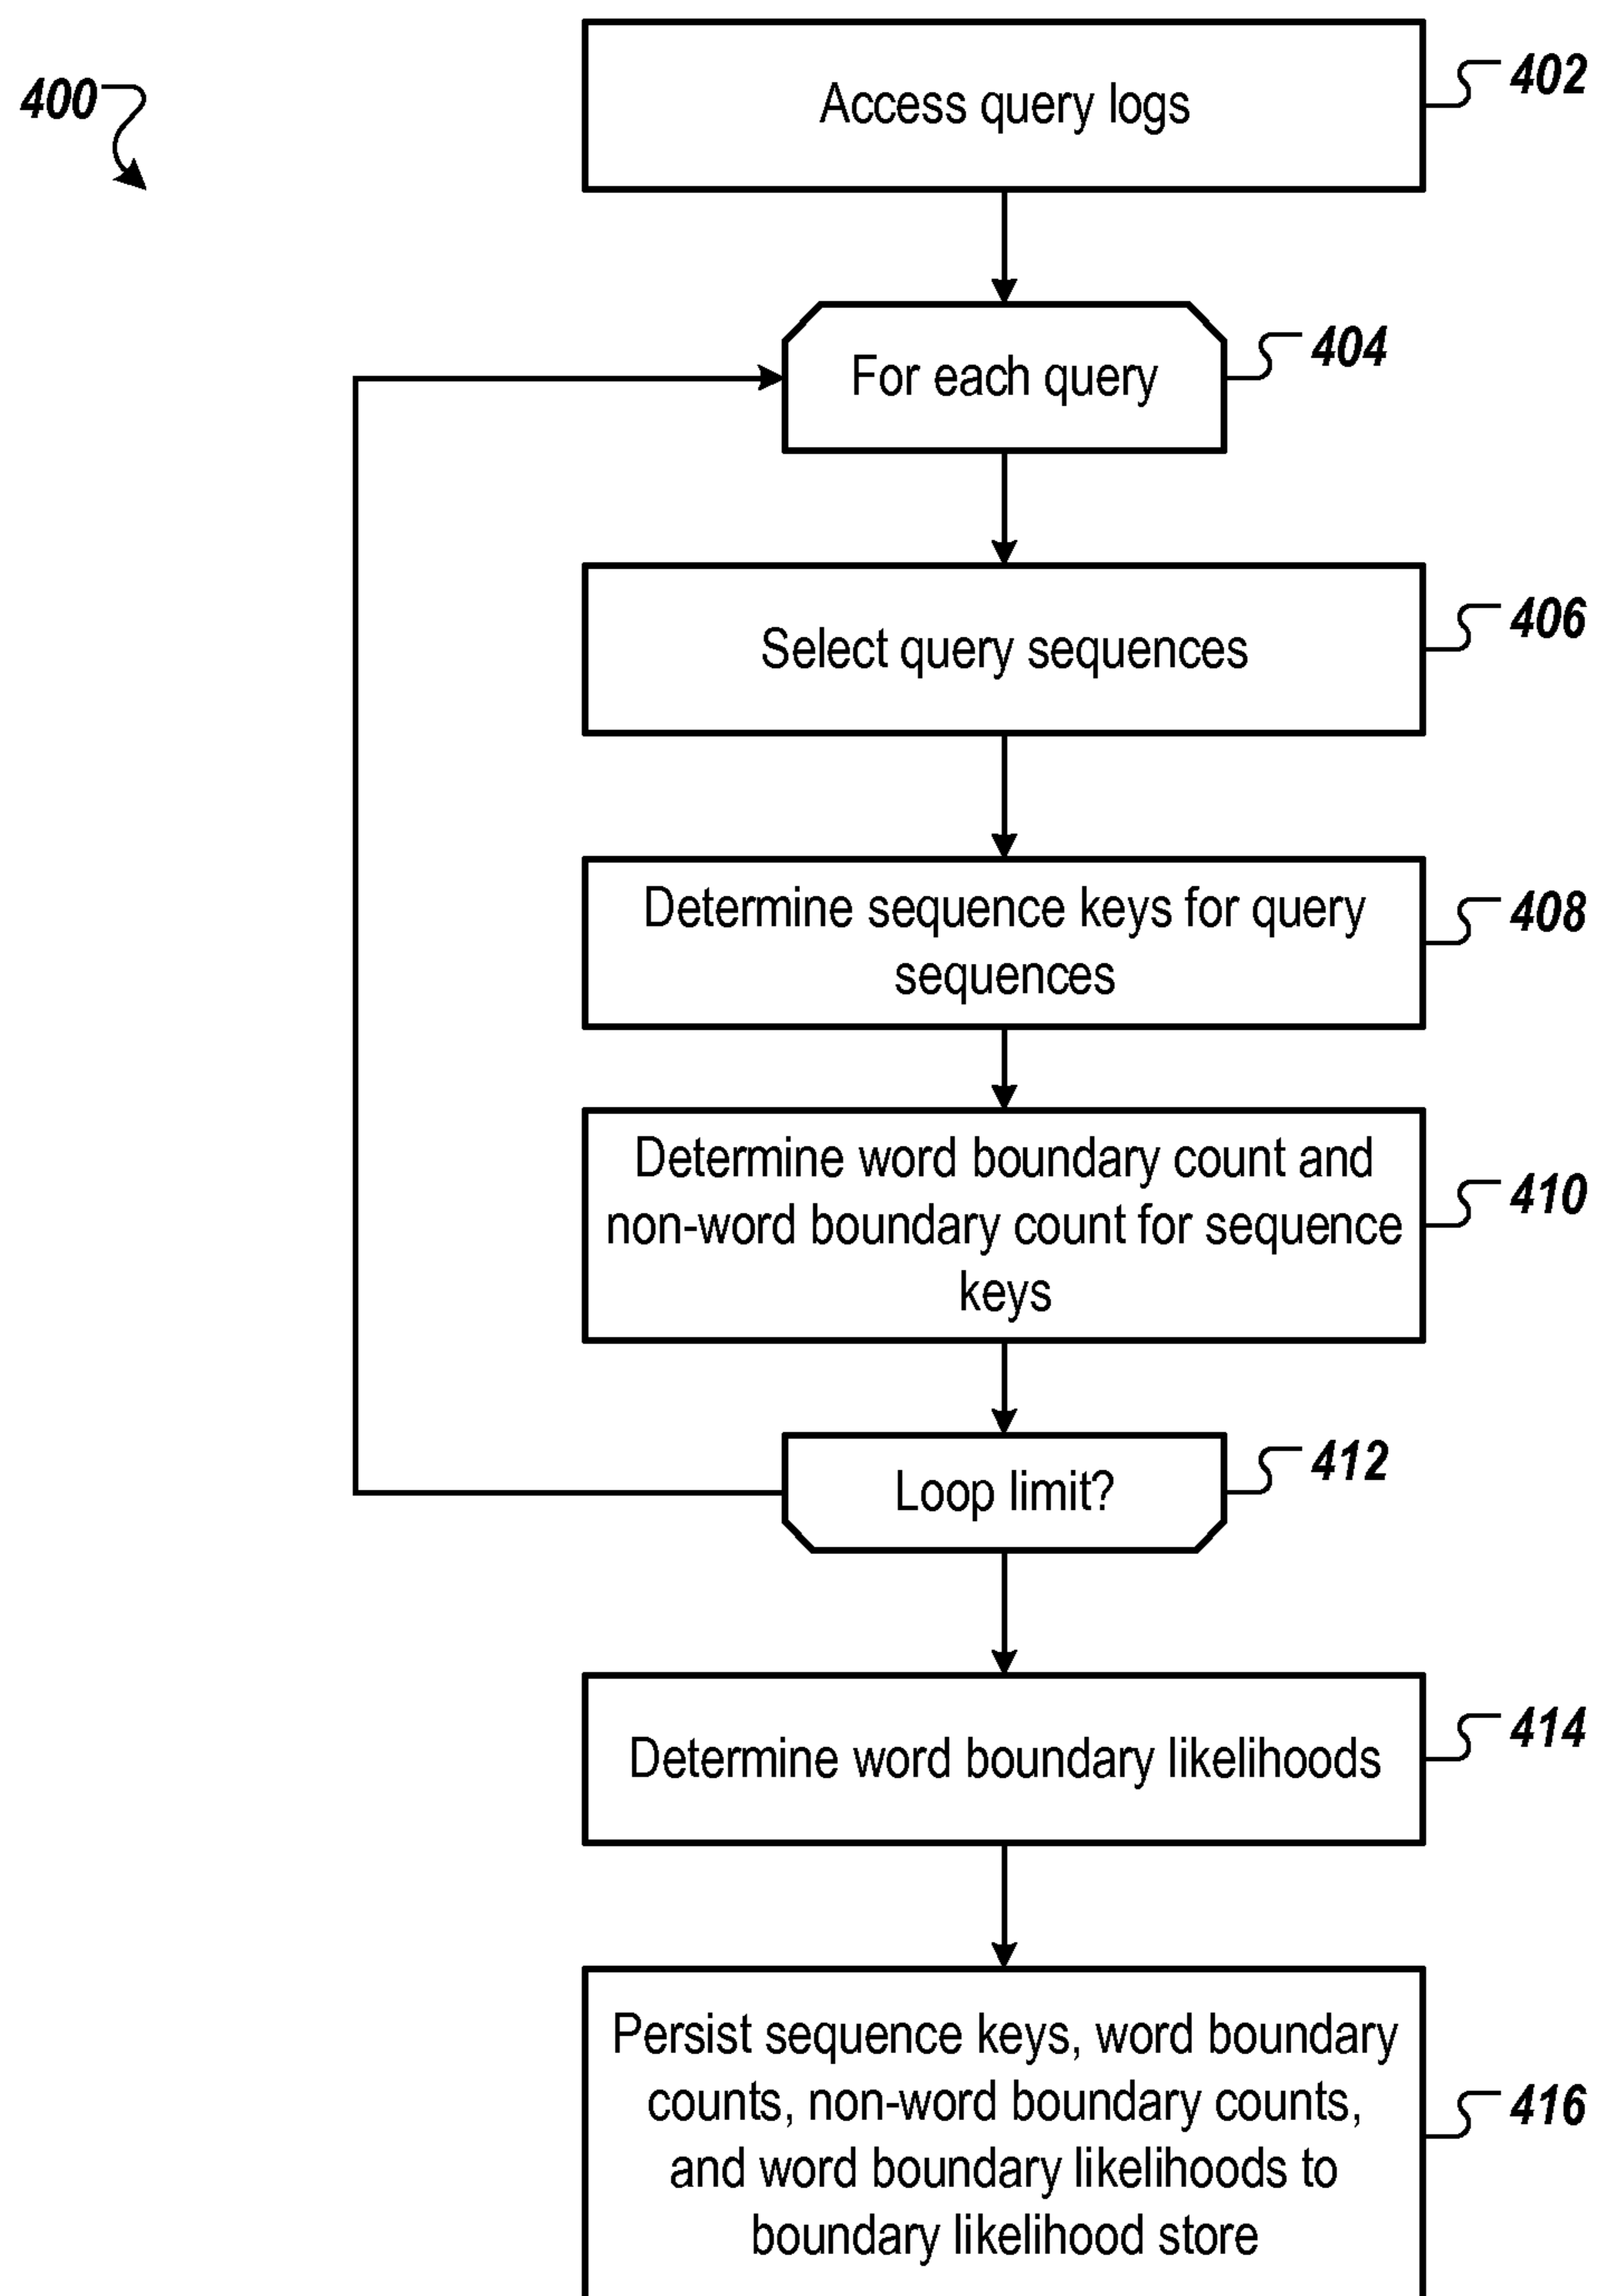 400
Access query logs
402
For each query
404
Select query sequences
406
Determine sequence keys for query
sequences
408
Determine word boundary count and
non-word boundary count for sequence
keys
410
Loop limit?
412
Determine word boundary likelihoods
414
Persist sequence keys, word boundary
counts, non-word boundary counts,
and word boundary likelihoods to
boundary likelihood store
416